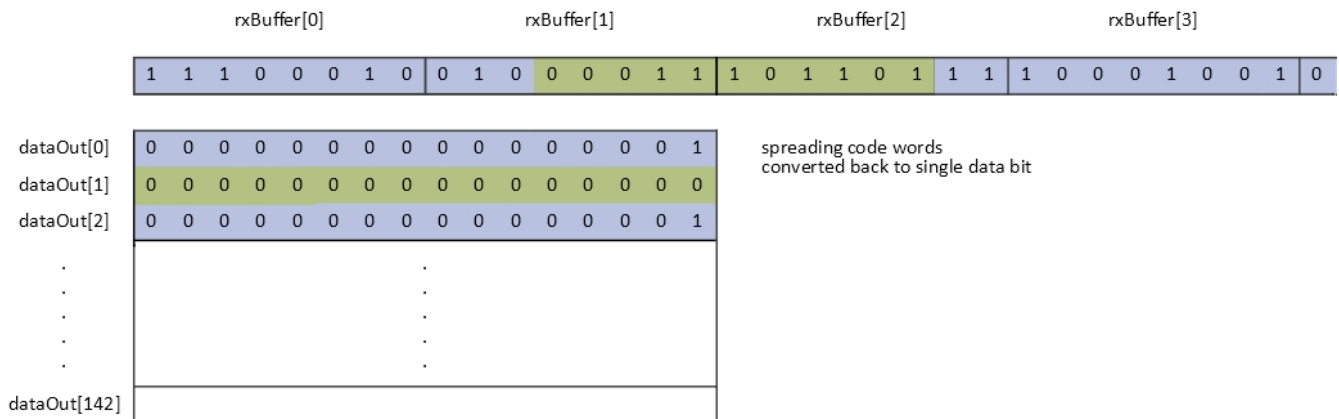 rxBuffer[0] rxBuffer[1] rxBuffer[2] rxBuffer[3]
1 1 1 0 0 0 1 0 0 1 0 0 0 0 1 1 1 0 1 1 0 1 1 1 1 0 0 0 1 0 0 1 0
dataOut[0] 0 0 0 0 0 0 0 0 0 0 0 0 0 0 0 1 spreading code words
converted back to single data bit
dataOut[1] 0 0 0 0 0 0 0 0 0 0 0 0 0 0 0 0
dataOut[2] 0 0 0 0 0 0 0 0 0 0 0 0 0 0 0 1
. .
. .
. .
. .
. .
dataOut[142]